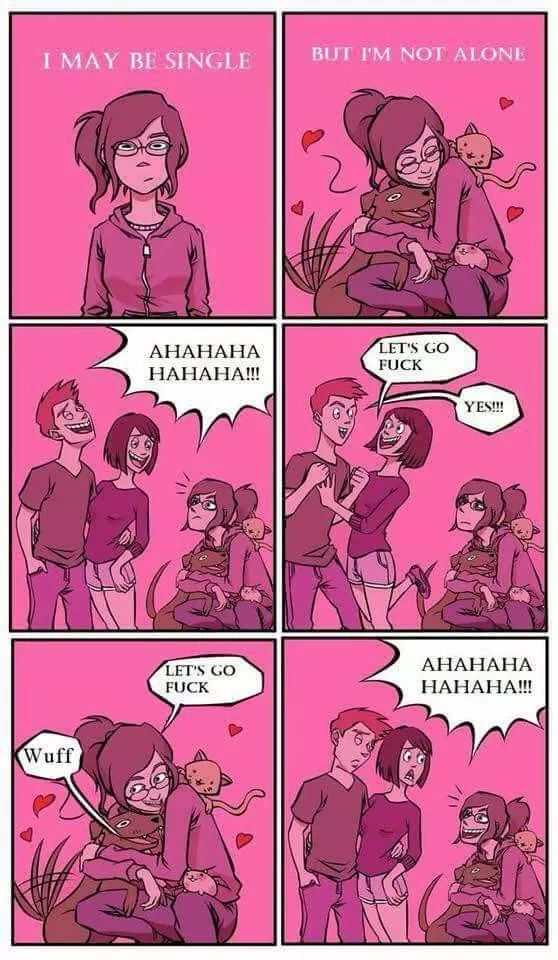 I MAY BE SINGLE
BUT I'M NOT ALONE
AHAHAHA
HAHAHA!!!
LET'S GO
FUCK
YES!!!
LET'S GO
FUCK
Wuff
AHAHAHA
HAHAHA!!!